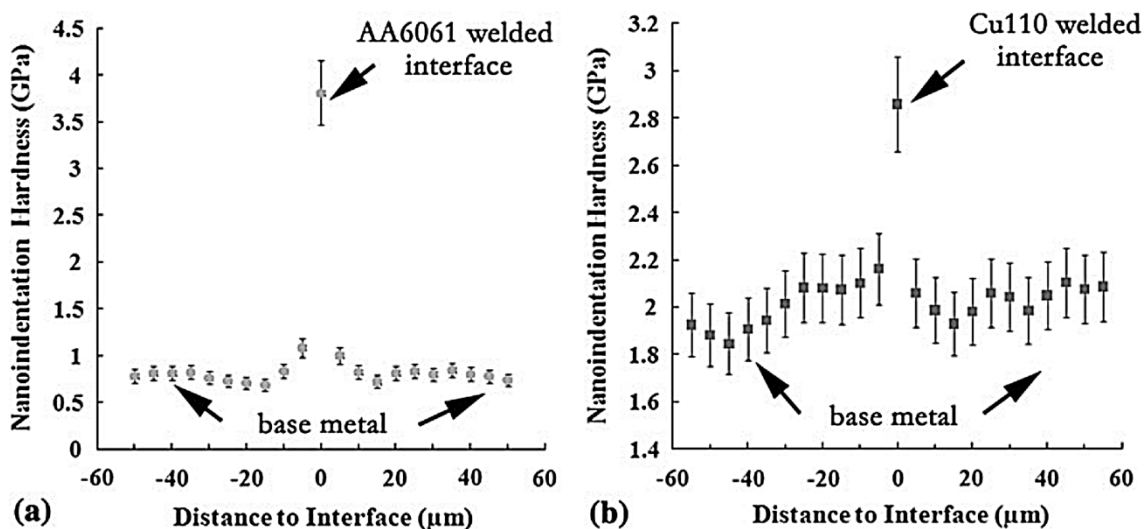 Nanoindentation Hardness (GPa)
4.5
4
3.5
3
2.5
2
1.5
1
0.5
0
AA6061 welded
interface
base metal
-60 -40 -20 0 20 40 60
(a)
Distance to Interface (µm)
Nanoindentation Hardness (GPa)
3.2
3
2.8
2.6
2.4
2.2
2
1.8
1.6
1.4
Cu110 welded
interface
base metal
-60 -40 -20 0 20 40 60
(b)
Distance to Interface (µm)